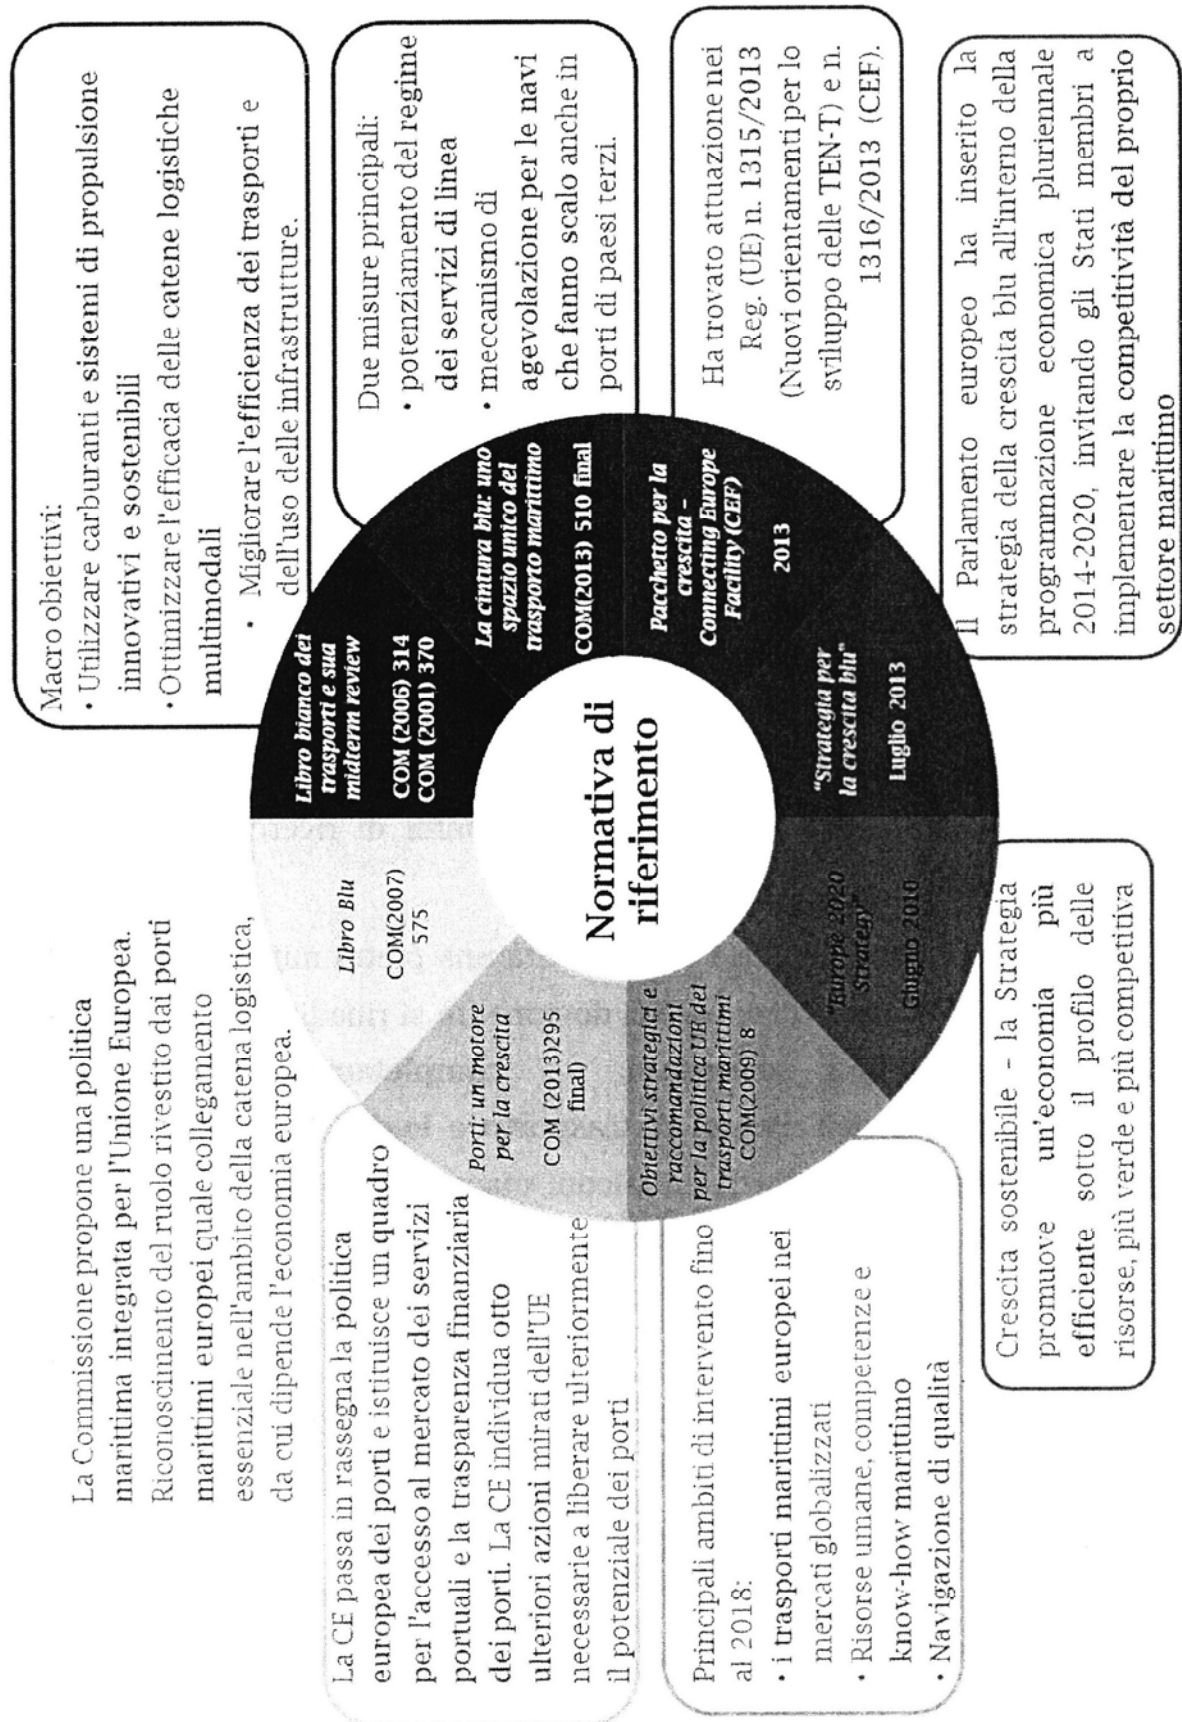 La Commissione propone una politica
marittima integrata per l'Unione Europea.
Riconoscimento del ruolo rivestito dai porti
marittimi europei quale collegamento
essenziale nell'ambito della catena logistica,
da cui dipende l'economia europea.
Macro obiettivi:
• Utilizzare carburanti e sistemi di propulsione
innovativi e sostenibili
• Ottimizzare l'efficacia delle catene logistiche
multimodali
• Migliorare l'efficienza dei trasporti e
dell'uso delle infrastrutture.
Libro Blu
COM(2007)
575
Libro bianco dei
trasporti e sua
midterm review
COM (2006) 314
COM (2001) 370
La CE passa in rassegna la politica
europea dei porti e istituisce un quadro
per l'accesso al mercato dei servizi
portuali e la trasparenza finanziaria
dei porti. La CE individua otto
ulteriori azioni mirati dell'UE
necessarie a liberare ulteriormente
il potenziale dei porti
Porti: un motore
per la crescita
COM (2013)295
final)
La cintura blu: uno
spazio unico del
trasporto marittimo
COM(2013) 510 final
Due misure principali:
• potenziamento del regime
dei servizi di linea
• meccanismo di
agevolazione per le navi
che fanno scalo anche in
porti di paesi terzi.
Normativa di
riferimento
Principali ambiti di intervento fino
al 2018:
• i trasporti marittimi europei nei
mercati globalizzati
• Risorse umane, competenze e
know-how marittimo
• Navigazione di qualità
Obiettivi strategici e
raccomandazioni
per la politica UE dei
trasporti marittimi
COM(2009) 8
Pacchetto per la
crescita –
Connecting Europe
Facility (CEF)
2013
Ha trovato attuazione nei
Reg. (UE) n. 1315/2013
(Nuovi orientamenti per lo
sviluppo delle TEN-T) e n.
1316/2013 (CEF).
"Europe 2020
Strategy"
Giugno 2010
"Strategia per
la crescita blu"
Luglio 2013
Crescita sostenibile – la Strategia
promuove un'economia più
efficiente sotto il profilo delle
risorse, più verde e più competitiva
Il Parlamento europeo ha inserito la
strategia della crescita blu all'interno della
programmazione economica pluriennale
2014-2020, invitando gli Stati membri a
implementare la competitività del proprio
settore marittimo